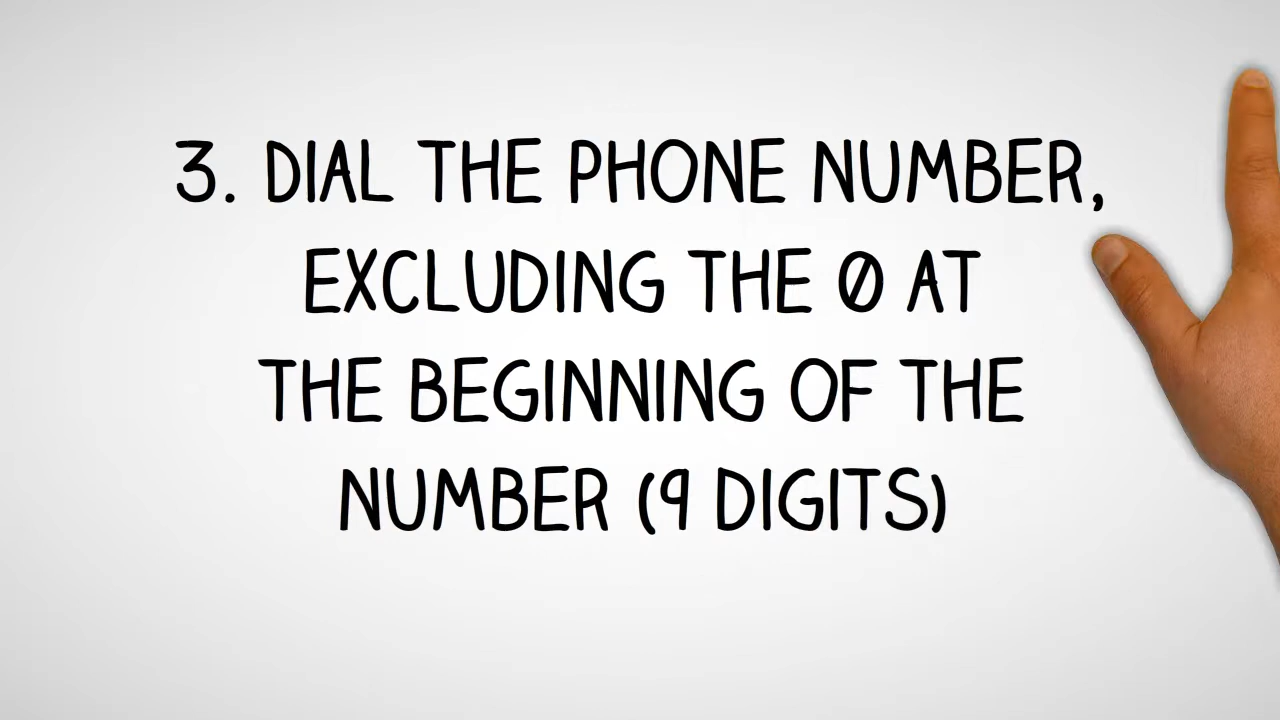 3. DIAL THE PHONE NUMBER,
EXCLUDING THE 0 AT
THE BEGINNING OF THE
NUMBER (9 DIGITS)